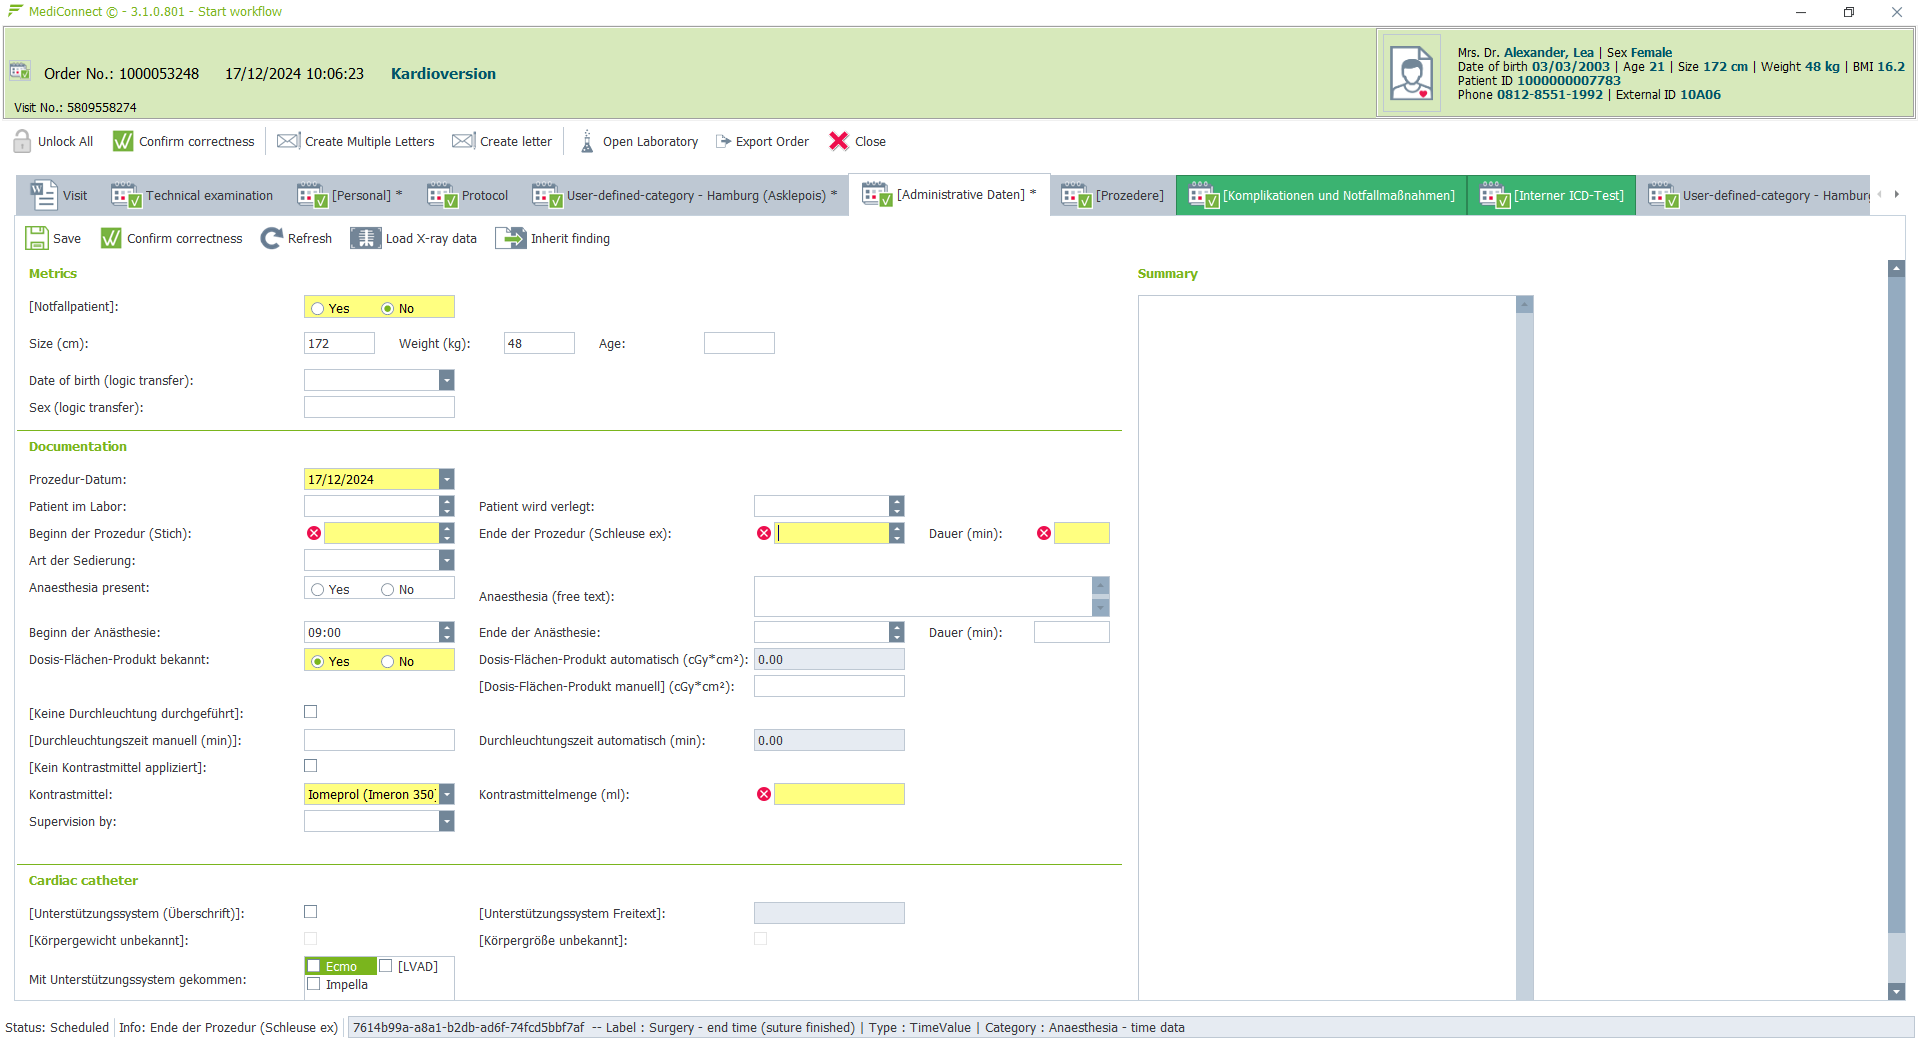 MediConnect © - 3.1.0.801 - Start workflow
Order No.: 1000053248 17/12/2024 10:06:23 Kardioversion
Visit No.: 5809558274
Mrs. Dr. Alexander, Lea | Sex Female
Date of birth 03/03/2003 | Age 21 | Size 172 cm | Weight 48 kg | BMI 16.2
Patient ID 1000000007783
Phone 0812-8551-1992 | External ID 10A06
Unlock All Confirm correctness Create Multiple Letters Create letter Open Laboratory Export Order Close
Visit Technical examination [Personal] * Protocol User-defined-category - Hamburg (Asklepois) * [Administrative Daten] * [Prozedere] [Komplikationen und Notfallmaßnahmen] [Interner ICD-Test] User-defined-category - Hamburg
Save Confirm correctness Refresh Load X-ray data Inherit finding
Metrics
[Notfallpatient]: Yes No
Size (cm): 172 Weight (kg): 48 Age:
Date of birth (logic transfer):
Sex (logic transfer):
Documentation
Prozedur-Datum: 17/12/2024
Patient im Labor: Patient wird verlegt:
Beginn der Prozedur (Stich): Ende der Prozedur (Schleuse ex): Dauer (min):
Art der Sedierung:
Anaesthesia present: Yes No Anaesthesia (free text):
Beginn der Anästhesie: 09:00 Ende der Anästhesie: Dauer (min):
Dosis-Flächen-Produkt bekannt: Yes No Dosis-Flächen-Produkt automatisch (cGy*cm²): 0.00
[Dosis-Flächen-Produkt manuell] (cGy*cm²):
[Keine Durchleuchtung durchgeführt]:
[Durchleuchtungszeit manuell (min)]: Durchleuchtungszeit automatisch (min): 0.00
[Kein Kontrastmittel appliziert]:
Kontrastmittel: Iomeprol (Imeron 350) Kontrastmittelmenge (ml):
Supervision by:
Cardiac catheter
[Unterstützungssystem (Überschrift)]: [Unterstützungssystem Freitext]:
[Körpergewicht unbekannt]: [Körpergröße unbekannt]:
Mit Unterstützungssystem gekommen: Ecmo [LVAD]
Impella
Summary
Status: Scheduled Info: Ende der Prozedur (Schleuse ex) 7614b99a-a8a1-b2db-ad6f-74fcd5bbf7af -- Label : Surgery - end time (suture finished) | Type : TimeValue | Category : Anaesthesia - time data